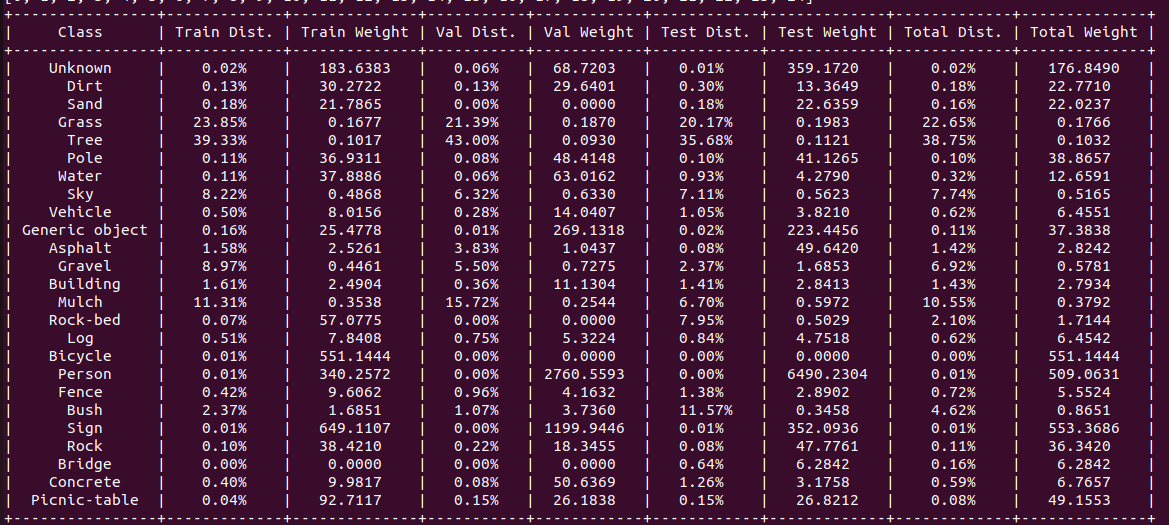 +----------------+-------------+--------------+-----------+------------+------------+-------------+-------------+--------------+
| Class | Train Dist. | Train Weight | Val Dist. | Val Weight | Test Dist. | Test Weight | Total Dist. | Total Weight |
+----------------+-------------+--------------+-----------+------------+------------+-------------+-------------+--------------+
| Unknown | 0.02% | 183.6383 | 0.06% | 68.7203 | 0.01% | 359.1720 | 0.02% | 176.8490 |
| Dirt | 0.13% | 30.2722 | 0.13% | 29.6401 | 0.30% | 13.3649 | 0.18% | 22.7710 |
| Sand | 0.18% | 21.7865 | 0.00% | 0.0000 | 0.18% | 22.6359 | 0.16% | 22.0237 |
| Grass | 23.85% | 0.1677 | 21.39% | 0.1870 | 20.17% | 0.1983 | 22.65% | 0.1766 |
| Tree | 39.33% | 0.1017 | 43.00% | 0.0930 | 35.68% | 0.1121 | 38.75% | 0.1032 |
| Pole | 0.11% | 36.9311 | 0.08% | 48.4148 | 0.10% | 41.1265 | 0.10% | 38.8657 |
| Water | 0.11% | 37.8886 | 0.06% | 63.0162 | 0.93% | 4.2790 | 0.32% | 12.6591 |
| Sky | 8.22% | 0.4868 | 6.32% | 0.6330 | 7.11% | 0.5623 | 7.74% | 0.5165 |
| Vehicle | 0.50% | 8.0156 | 0.28% | 14.0407 | 1.05% | 3.8210 | 0.62% | 6.4551 |
| Generic object | 0.16% | 25.4778 | 0.01% | 269.1318 | 0.02% | 223.4456 | 0.11% | 37.3838 |
| Asphalt | 1.58% | 2.5261 | 3.83% | 1.0437 | 0.08% | 49.6420 | 1.42% | 2.8242 |
| Gravel | 8.97% | 0.4461 | 5.50% | 0.7275 | 2.37% | 1.6853 | 6.92% | 0.5781 |
| Building | 1.61% | 2.4904 | 0.36% | 11.1304 | 1.41% | 2.8413 | 1.43% | 2.7934 |
| Mulch | 11.31% | 0.3538 | 15.72% | 0.2544 | 6.70% | 0.5972 | 10.55% | 0.3792 |
| Rock-bed | 0.07% | 57.0775 | 0.00% | 0.0000 | 7.95% | 0.5029 | 2.10% | 1.7144 |
| Log | 0.51% | 7.8408 | 0.75% | 5.3224 | 0.84% | 4.7518 | 0.62% | 6.4542 |
| Bicycle | 0.01% | 551.1444 | 0.00% | 0.0000 | 0.00% | 0.0000 | 0.00% | 551.1444 |
| Person | 0.01% | 340.2572 | 0.00% | 2760.5593 | 0.00% | 6490.2304 | 0.01% | 509.0631 |
| Fence | 0.42% | 9.6062 | 0.96% | 4.1632 | 1.38% | 2.8902 | 0.72% | 5.5524 |
| Bush | 2.37% | 1.6851 | 1.07% | 3.7360 | 11.57% | 0.3458 | 4.62% | 0.8651 |
| Sign | 0.01% | 649.1107 | 0.00% | 1199.9446 | 0.01% | 352.0936 | 0.01% | 553.3686 |
| Rock | 0.10% | 38.4210 | 0.22% | 18.3455 | 0.08% | 47.7761 | 0.11% | 36.3420 |
| Bridge | 0.00% | 0.0000 | 0.00% | 0.0000 | 0.64% | 6.2842 | 0.16% | 6.2842 |
| Concrete | 0.40% | 9.9817 | 0.08% | 50.6369 | 1.26% | 3.1758 | 0.59% | 6.7657 |
| Picnic-table | 0.04% | 92.7117 | 0.15% | 26.1838 | 0.15% | 26.8212 | 0.08% | 49.1553 |
+----------------+-------------+--------------+-----------+------------+------------+-------------+-------------+--------------+